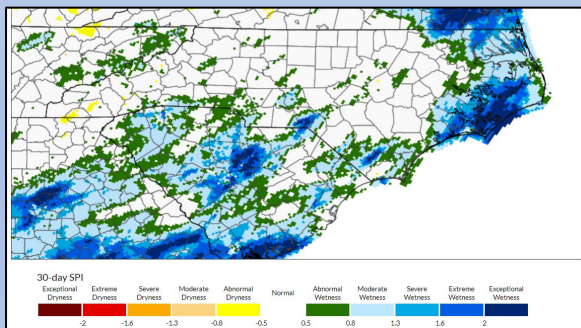 30-day SPI
Exceptional Dryness Extreme Dryness Severe Dryness Moderate Dryness Abnormal Dryness Normal Abnormal Wetness Moderate Wetness Severe Wetness Extreme Wetness Exceptional Wetness
-2 -1.6 -1.3 -0.8 -0.5 0.5 0.8 1.3 1.6 2